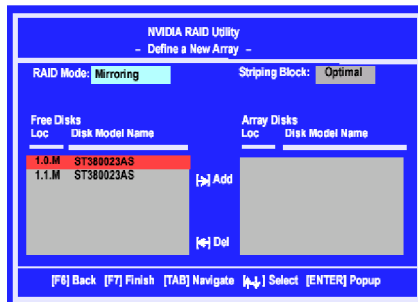 NVIDIA RAID Utility
- Define a New Array -
RAID Mode: Mirroring Striping Block: Optimal
Free Disks Array Disks
Loc Disk Model Name Loc Disk Model Name
1.0.M ST380023AS
1.1.M ST380023AS
[→] Add
[←] Del
[F6] Back [F7] Finish [TAB] Navigate [↑↓] Select [ENTER] Popup